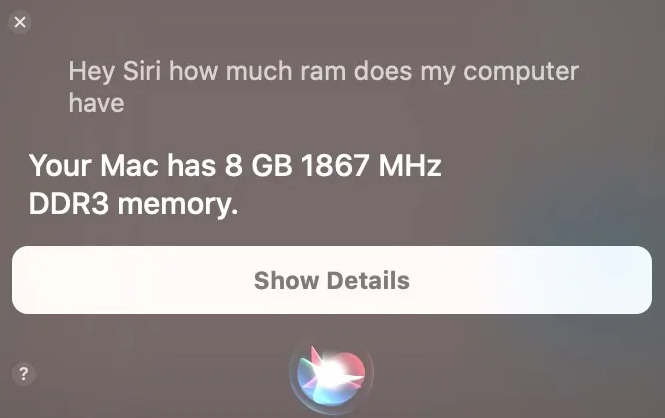 Hey Siri how much ram does my computer
have
Your Mac has 8 GB 1867 MHz
DDR3 memory.
Show Details
?